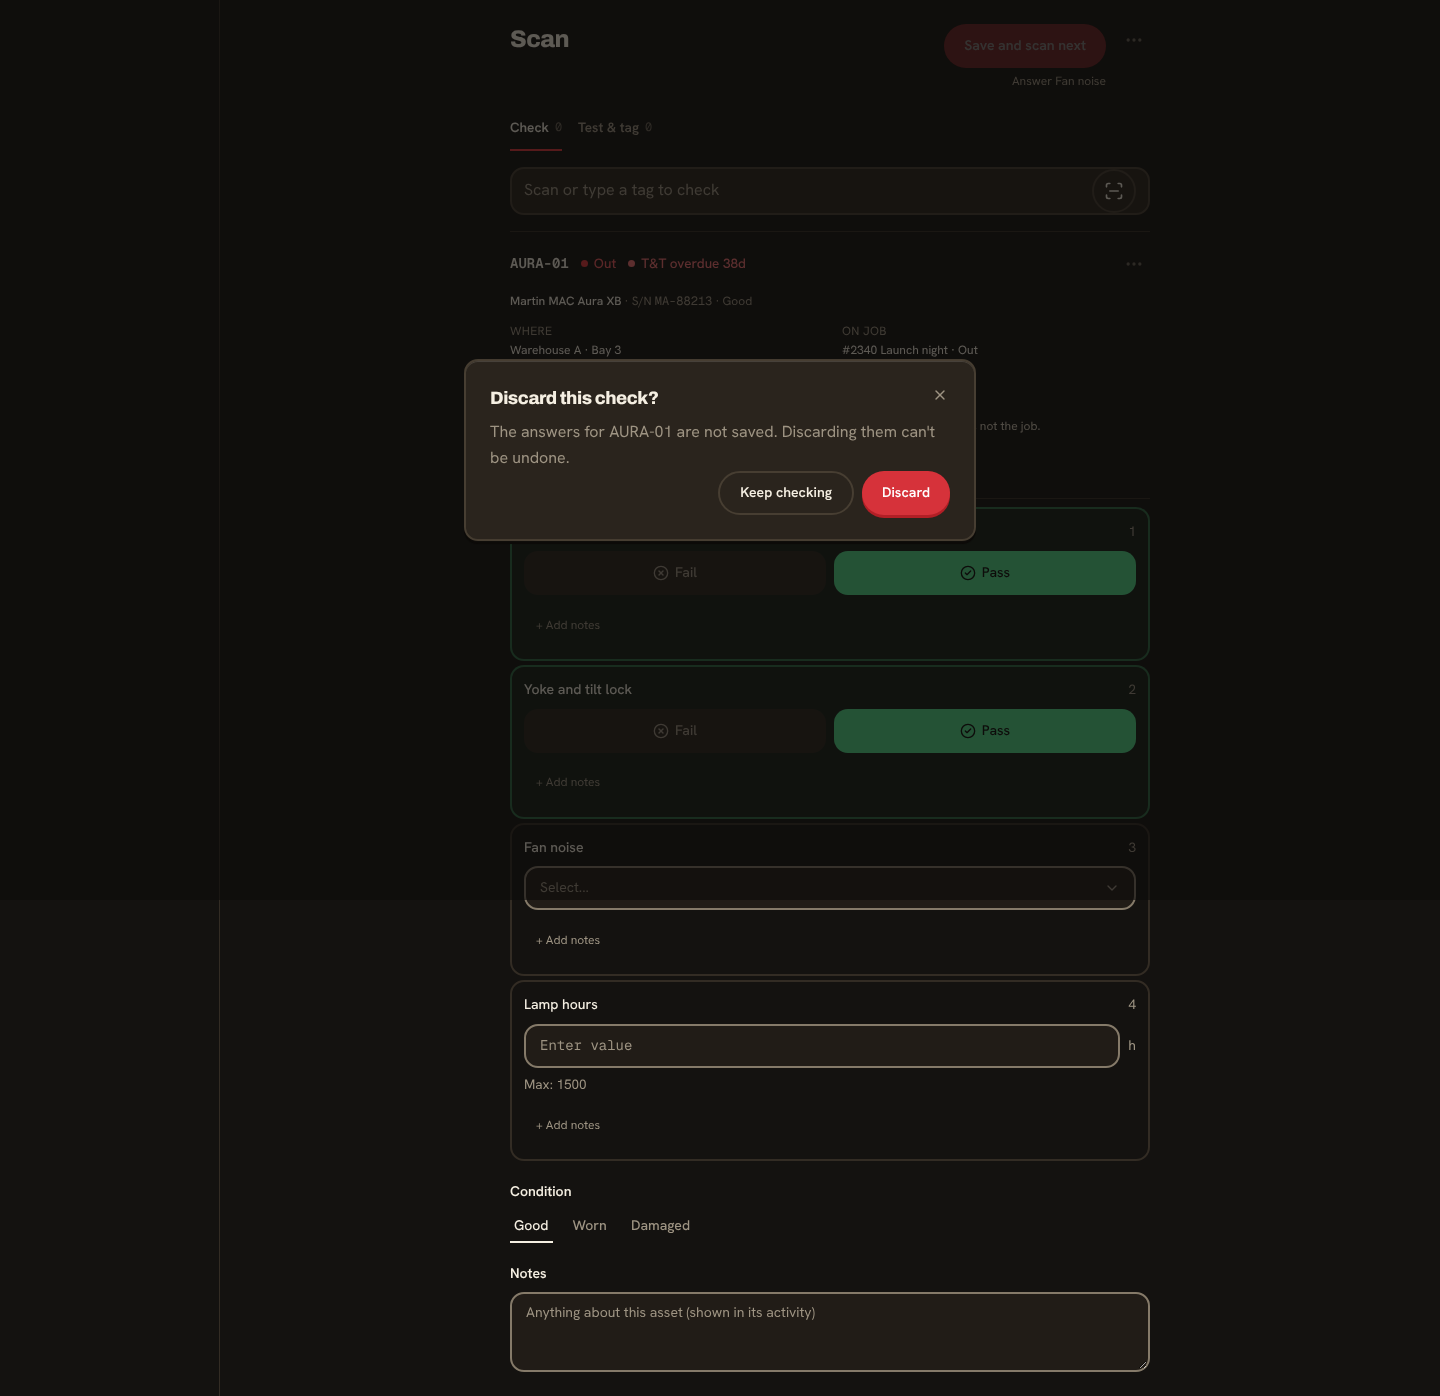 Scan
Save and scan next
Answer Fan noise
Check 0 Test & tag 0
Scan or type a tag to check
AURA-01 Out T&T overdue 38d
Martin MAC Aura XB · S/N MA-88213 · Good
WHERE ON JOB
Warehouse A · Bay 3 #2340 Launch night · Out
Discard this check?
The answers for AURA-01 are not saved. Discarding them can't
be undone.
not the job.
Keep checking Discard
1
Fail Pass
+ Add notes
Yoke and tilt lock 2
Fail Pass
+ Add notes
Fan noise 3
Select...
+ Add notes
Lamp hours 4
Enter value h
Max: 1500
+ Add notes
Condition
Good Worn Damaged
Notes
Anything about this asset (shown in its activity)